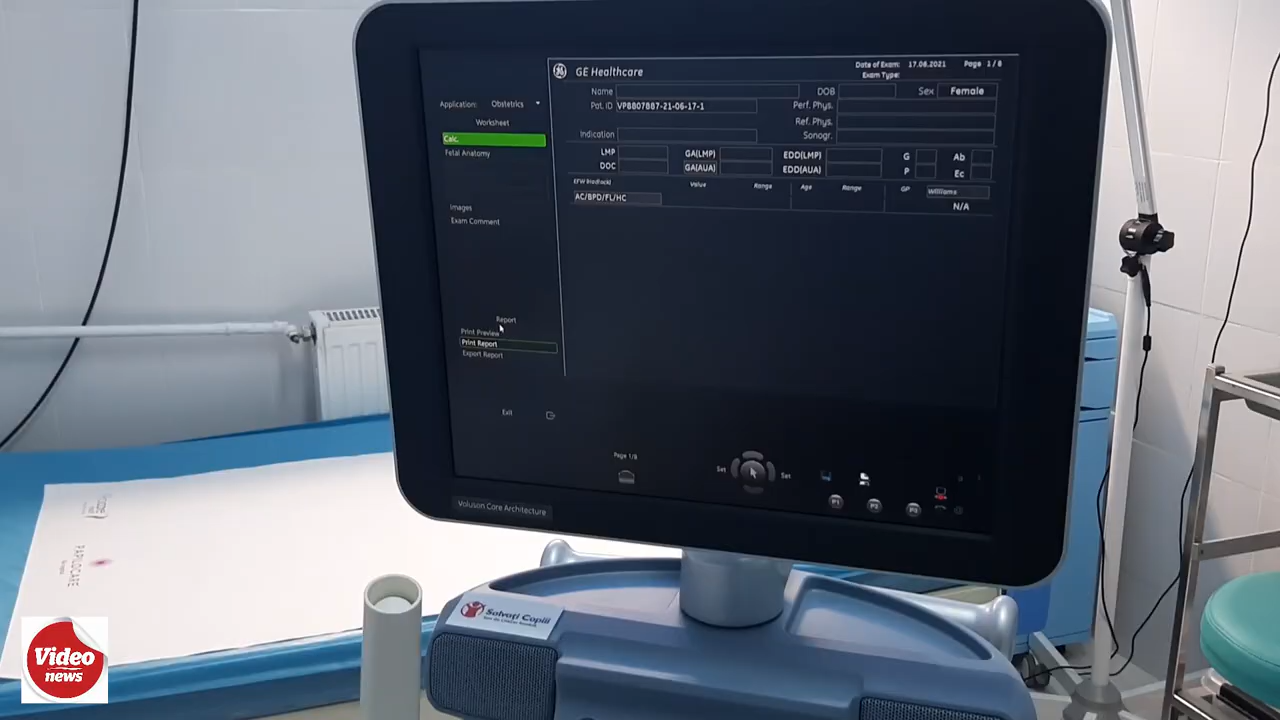 GE Healthcare
Date of Exam: 17.06.2021 Page 1/8
Exam Type:
Name DOB Sex Female
Pat. ID VP8807887-21-06-17-1 Perf. Phys.
Ref. Phys.
Indication Sonogr.
LMP GA(LMP) EDD(LMP) G Ab
DOC GA(AUA) EDD(AUA) P Ec
Value Range Age Range GP Williams
AC/BPD/FL/HC N/A
Application: Obstetrics
Worksheet
Calc.
Fetal Anatomy
Images
Exam Comment
Report
Print Preview
Print Report
Export Report
Exit
Page 1/8
Set Set
P1 P2 P3
Voluson Core Architecture
Salvați Copiii
PAPILOCARE
Video
news